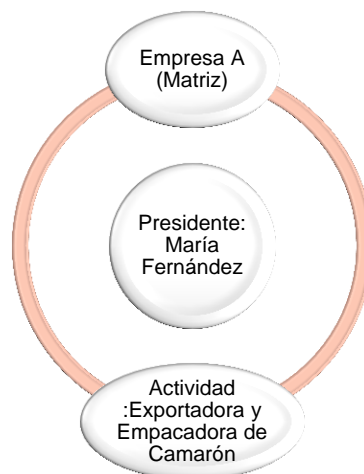 Empresa A
(Matriz)
Presidente:
María
Fernández
Actividad
:Exportadora y
Empacadora de
Camarón